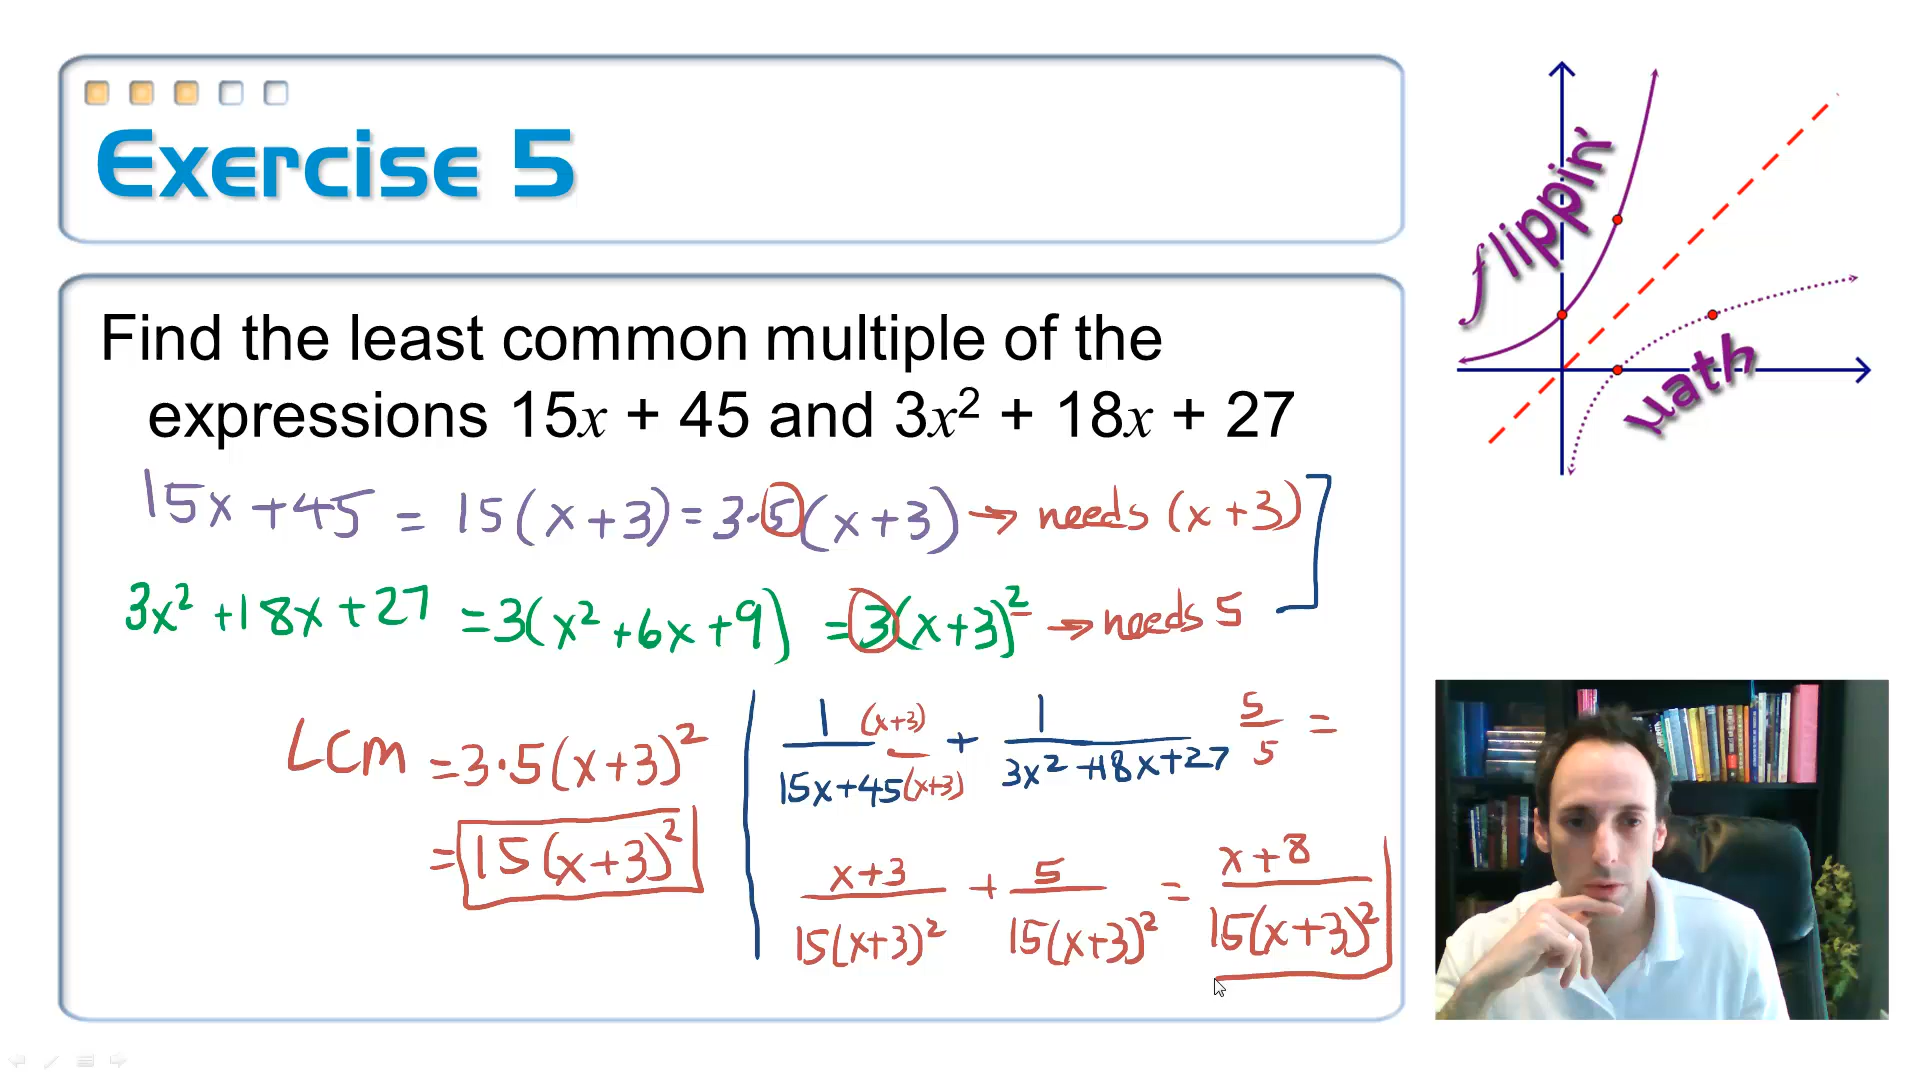 Exercise 5
flippin'
math
Find the least common multiple of the
expressions 15x + 45 and 3x² + 18x + 27
15x+45 = 15(x+3) = 3·5(x+3) → needs (x+3)
3x²+18x+27 = 3(x²+6x+9) = 3(x+3)² → needs 5
LCM = 3·5(x+3)²
= 15(x+3)²
1 (x+3) / 15x+45 (x+3) + 1 / 3x²+18x+27 5/5 =
x+3 / 15(x+3)² + 5 / 15(x+3)² = x+8 / 15(x+3)²